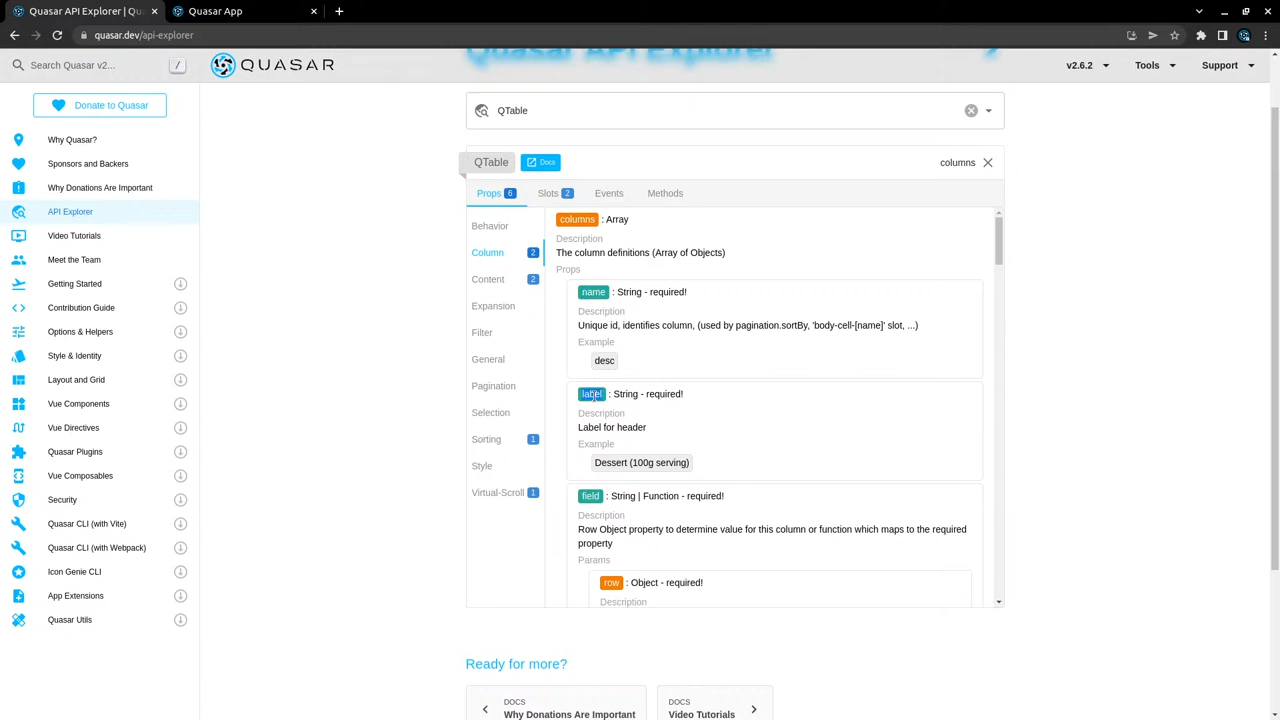 Quasar API Explorer | Qu
Quasar App
quasar.dev/api-explorer
Search Quasar v2...
/
QUASAR
v2.6.2
Tools
Support
Quasar API Explorer
Donate to Quasar
Why Quasar?
Sponsors and Backers
Why Donations Are Important
API Explorer
Video Tutorials
Meet the Team
Getting Started
Contribution Guide
Options & Helpers
Style & Identity
Layout and Grid
Vue Components
Vue Directives
Quasar Plugins
Vue Composables
Security
Quasar CLI (with Vite)
Quasar CLI (with Webpack)
Icon Genie CLI
App Extensions
Quasar Utils
QTable
QTable
Docs
columns
Props 6
Slots 2
Events
Methods
Behavior
Column 2
Content 2
Expansion
Filter
General
Pagination
Selection
Sorting 1
Style
Virtual-Scroll 1
columns : Array
Description
The column definitions (Array of Objects)
Props
name : String - required!
Description
Unique id, identifies column, (used by pagination.sortBy, 'body-cell-[name]' slot, ...)
Example
desc
label : String - required!
Description
Label for header
Example
Dessert (100g serving)
field : String | Function - required!
Description
Row Object property to determine value for this column or function which maps to the required
property
Params
row : Object - required!
Description
Ready for more?
DOCS
Why Donations Are Important
DOCS
Video Tutorials